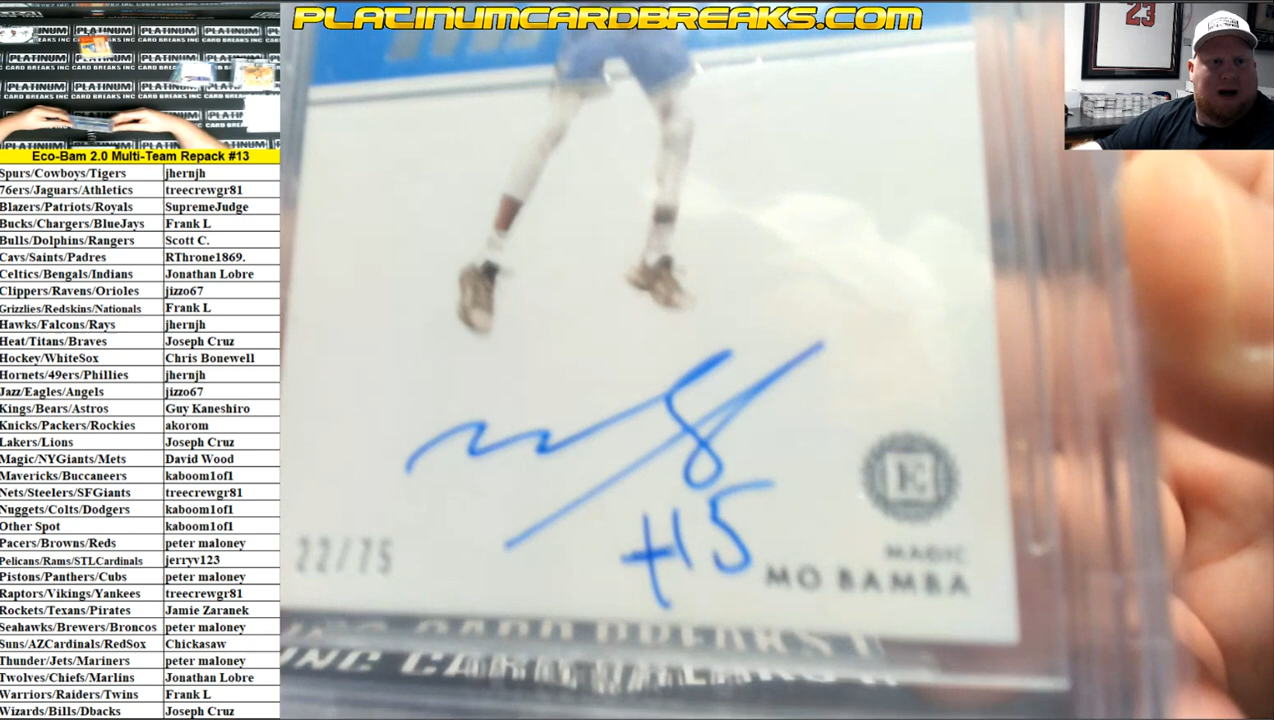 PLATINUMCARDBREAKS.COM
23
PLATINUM
CARD BREAKS INC
Eco-Bam 2.0 Multi-Team Repack #13
Spurs/Cowboys/Tigers jhernjh
76ers/Jaguars/Athletics treecrewgr81
Blazers/Patriots/Royals SupremeJudge
Bucks/Chargers/BlueJays Frank L
Bulls/Dolphins/Rangers Scott C.
Cavs/Saints/Padres RThrone1869.
Celtics/Bengals/Indians Jonathan Lobre
Clippers/Ravens/Orioles jizzo67
Grizzlies/Redskins/Nationals Frank L
Hawks/Falcons/Rays jhernjh
Heat/Titans/Braves Joseph Cruz
Hockey/WhiteSox Chris Bonewell
Hornets/49ers/Phillies jhernjh
Jazz/Eagles/Angels jizzo67
Kings/Bears/Astros Guy Kaneshiro
Knicks/Packers/Rockies akorom
Lakers/Lions Joseph Cruz
Magic/NYGiants/Mets David Wood
Mavericks/Buccaneers kaboom1of1
Nets/Steelers/SFGiants treecrewgr81
Nuggets/Colts/Dodgers kaboom1of1
Other Spot kaboom1of1
Pacers/Browns/Reds peter maloney
Pelicans/Rams/STLCardinals jerryv123
Pistons/Panthers/Cubs peter maloney
Raptors/Vikings/Yankees treecrewgr81
Rockets/Texans/Pirates Jamie Zaranek
Seahawks/Brewers/Broncos peter maloney
Suns/AZCardinals/RedSox Chickasaw
Thunder/Jets/Mariners peter maloney
Twolves/Chiefs/Marlins Jonathan Lobre
Warriors/Raiders/Twins Frank L
Wizards/Bills/Dbacks Joseph Cruz
E
22/75
MAGIC
MO BAMBA